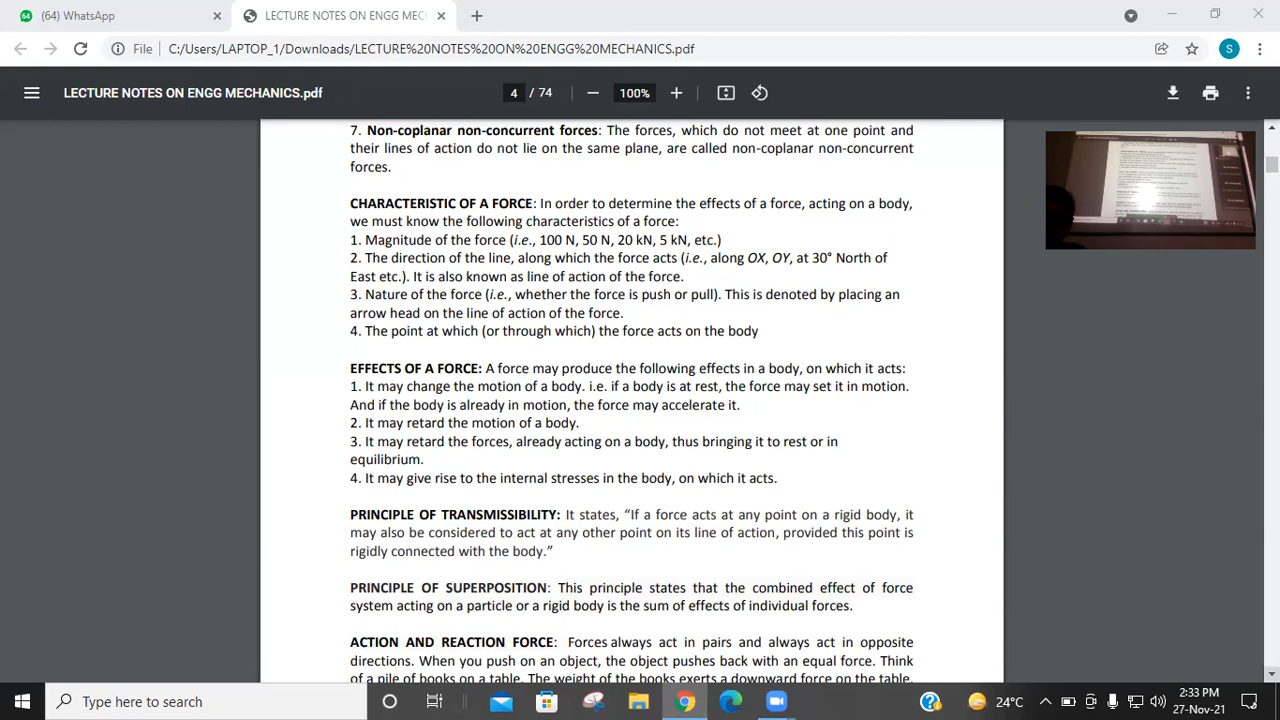 (64) WhatsApp
LECTURE NOTES ON ENGG MEC
File
C:/Users/LAPTOP_1/Downloads/LECTURE%20NOTES%20ON%20ENGG%20MECHANICS.pdf
S
LECTURE NOTES ON ENGG MECHANICS.pdf
4 / 74
100%
7. Non-coplanar non-concurrent forces: The forces, which do not meet at one point and
their lines of action do not lie on the same plane, are called non-coplanar non-concurrent
forces.
CHARACTERISTIC OF A FORCE: In order to determine the effects of a force, acting on a body,
we must know the following characteristics of a force:
1. Magnitude of the force (i.e., 100 N, 50 N, 20 kN, 5 kN, etc.)
2. The direction of the line, along which the force acts (i.e., along OX, OY, at 30° North of
East etc.). It is also known as line of action of the force.
3. Nature of the force (i.e., whether the force is push or pull). This is denoted by placing an
arrow head on the line of action of the force.
4. The point at which (or through which) the force acts on the body
EFFECTS OF A FORCE: A force may produce the following effects in a body, on which it acts:
1. It may change the motion of a body. i.e. if a body is at rest, the force may set it in motion.
And if the body is already in motion, the force may accelerate it.
2. It may retard the motion of a body.
3. It may retard the forces, already acting on a body, thus bringing it to rest or in
equilibrium.
4. It may give rise to the internal stresses in the body, on which it acts.
PRINCIPLE OF TRANSMISSIBILITY: It states, “If a force acts at any point on a rigid body, it
may also be considered to act at any other point on its line of action, provided this point is
rigidly connected with the body.”
PRINCIPLE OF SUPERPOSITION: This principle states that the combined effect of force
system acting on a particle or a rigid body is the sum of effects of individual forces.
ACTION AND REACTION FORCE: Forces always act in pairs and always act in opposite
directions. When you push on an object, the object pushes back with an equal force. Think
of a pile of books on a table. The weight of the books exerts a downward force on the table.
Type here to search
24°C
2:33 PM
27-Nov-21